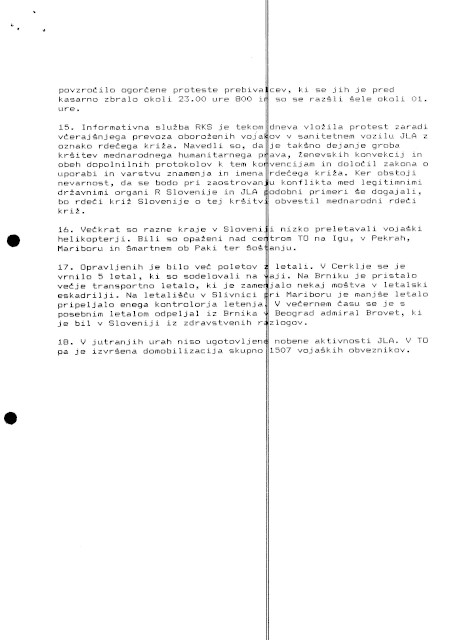 povzročilo ogorčene proteste prebivalcev, ki se jih je pred
kasarno zbralo okoli 23.00 ure 800 in so se razšli šele okoli 01.
ure.
15. Informativna služba RKS je tekom dneva vložila protest zaradi
včerajšnjega prevoza oboroženih vojakov v sanitetnem vozilu JLA z
oznako rdečega križa. Navedli so, da je takšno dejanje groba
kršitev mednarodnega humanitarnega prava, ženevskih konvekcij in
obeh dopolnilnih protokolov k tem konvencijam in določil zakona o
uporabi in varstvu znamenja in imena rdečega križa. Ker obstoji
nevarnost, da se bodo pri zaostrovanju konflikta med legitimnimi
državnimi organi R Slovenije in JLA podobni primeri še dogajali,
bo rdeči križ Slovenije o tej kršitvi obvestil mednarodni rdeči
križ.
16. Večkrat so razne kraje v Sloveniji nizko preletavali vojaški
helikopterji. Bili so opaženi nad centrom TO na Igu, v Pekrah,
Mariboru in Šmartnem ob Paki ter Šoštanju.
17. Opravljenih je bilo več poletov z letali. V Cerklje se je
vrnilo 5 letal, ki so sodelovali na vaji. Na Brniku je pristalo
večje transportno letalo, ki je zamenjalo nekaj moštva v letalski
eskadrilji. Na letališču v Slivnici pri Mariboru je manjše letalo
pripeljalo enega kontrolorja letenja. V večernem času se je s
posebnim letalom odpeljal iz Brnika v Beograd admiral Brovet, ki
je bil v Sloveniji iz zdravstvenih razlogov.
18. V jutranjih urah niso ugotovljene nobene aktivnosti JLA. V TO
pa je izvršena domobilizacija skupno 1507 vojaških obveznikov.